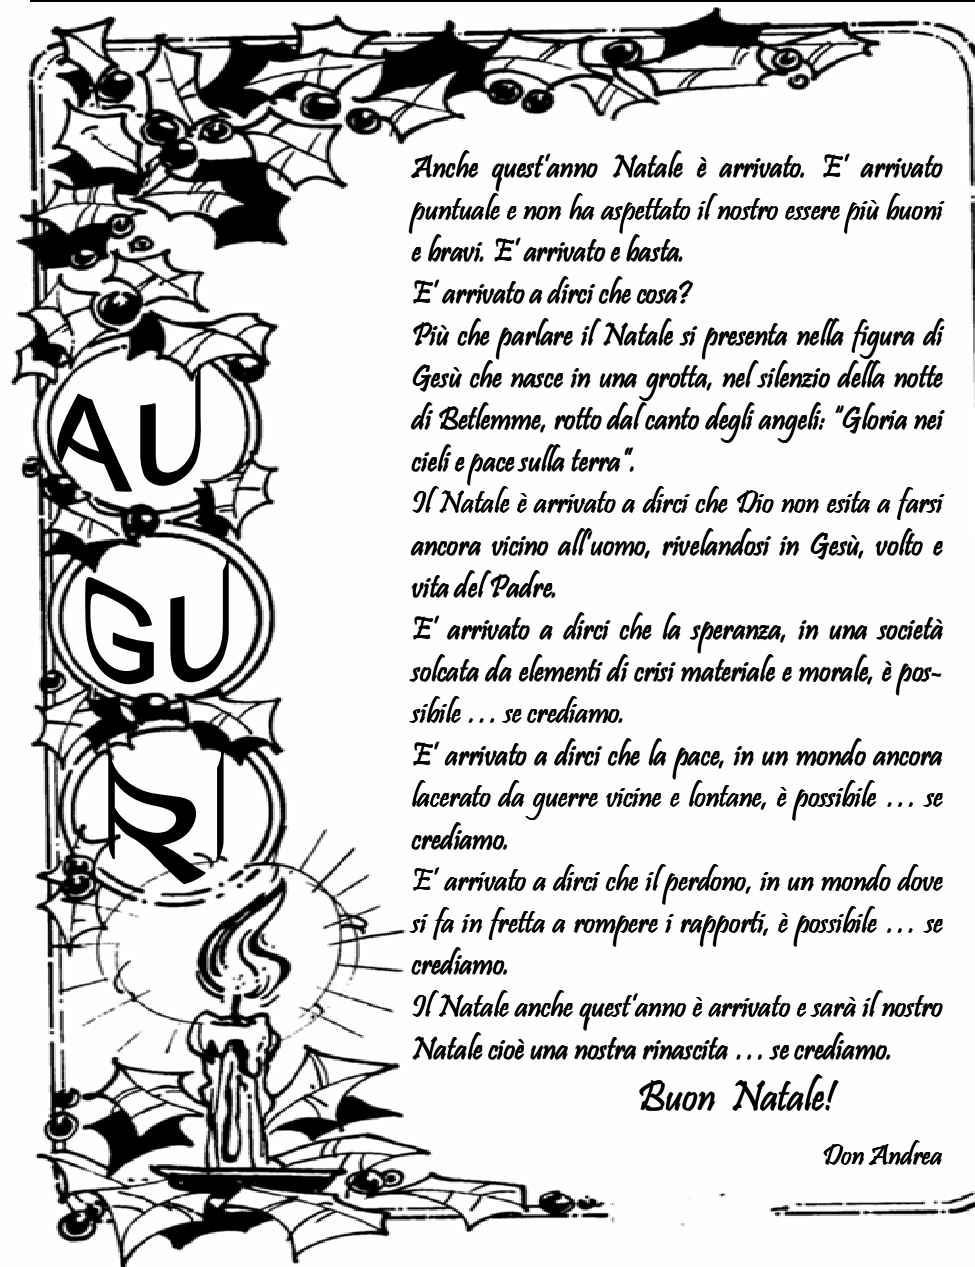 AU
GU
RI
Anche quest'anno Natale è arrivato. E' arrivato
puntuale e non ha aspettato il nostro essere più buoni
e bravi. E' arrivato e basta.
E' arrivato a dirci che cosa?
Più che parlare il Natale si presenta nella figura di
Gesù che nasce in una grotta, nel silenzio della notte
di Betlemme, rotto dal canto degli angeli: "Gloria nei
cieli e pace sulla terra".
Il Natale è arrivato a dirci che Dio non esita a farsi
ancora vicino all'uomo, rivelandosi in Gesù, volto e
vita del Padre.
E' arrivato a dirci che la speranza, in una società
solcata da elementi di crisi materiale e morale, è pos-
sibile ... se crediamo.
E' arrivato a dirci che la pace, in un mondo ancora
lacerato da guerre vicine e lontane, è possibile ... se
crediamo.
E' arrivato a dirci che il perdono, in un mondo dove
si fa in fretta a rompere i rapporti, è possibile ... se
crediamo.
Il Natale anche quest'anno è arrivato e sarà il nostro
Natale cioè una nostra rinascita ... se crediamo.
Buon Natale!
Don Andrea